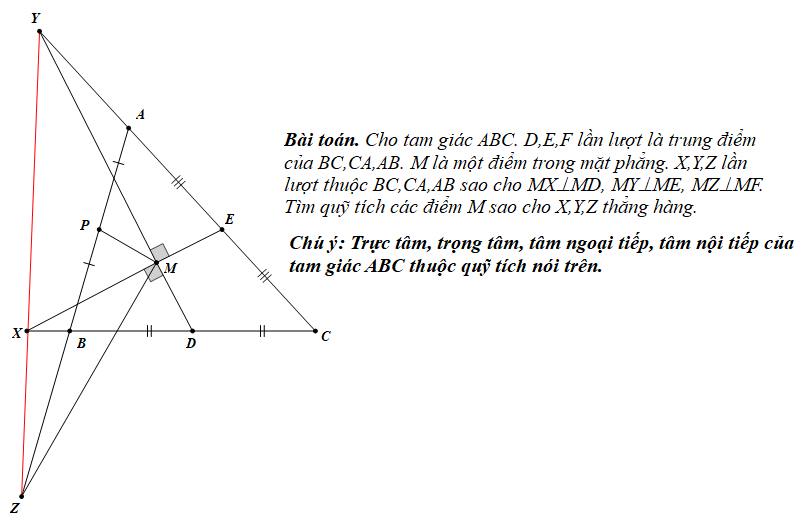 Y
A
Bài toán. Cho tam giác ABC. D,E,F lần lượt là trung điểm
của BC,CA,AB. M là một điểm trong mặt phẳng. X,Y,Z lần
lượt thuộc BC,CA,AB sao cho MX⊥MD, MY⊥ME, MZ⊥MF.
Tìm quỹ tích các điểm M sao cho X,Y,Z thẳng hàng.
P
E
Chú ý: Trực tâm, trọng tâm, tâm ngoại tiếp, tâm nội tiếp của
tam giác ABC thuộc quỹ tích nói trên.
M
X
B
D
C
Z